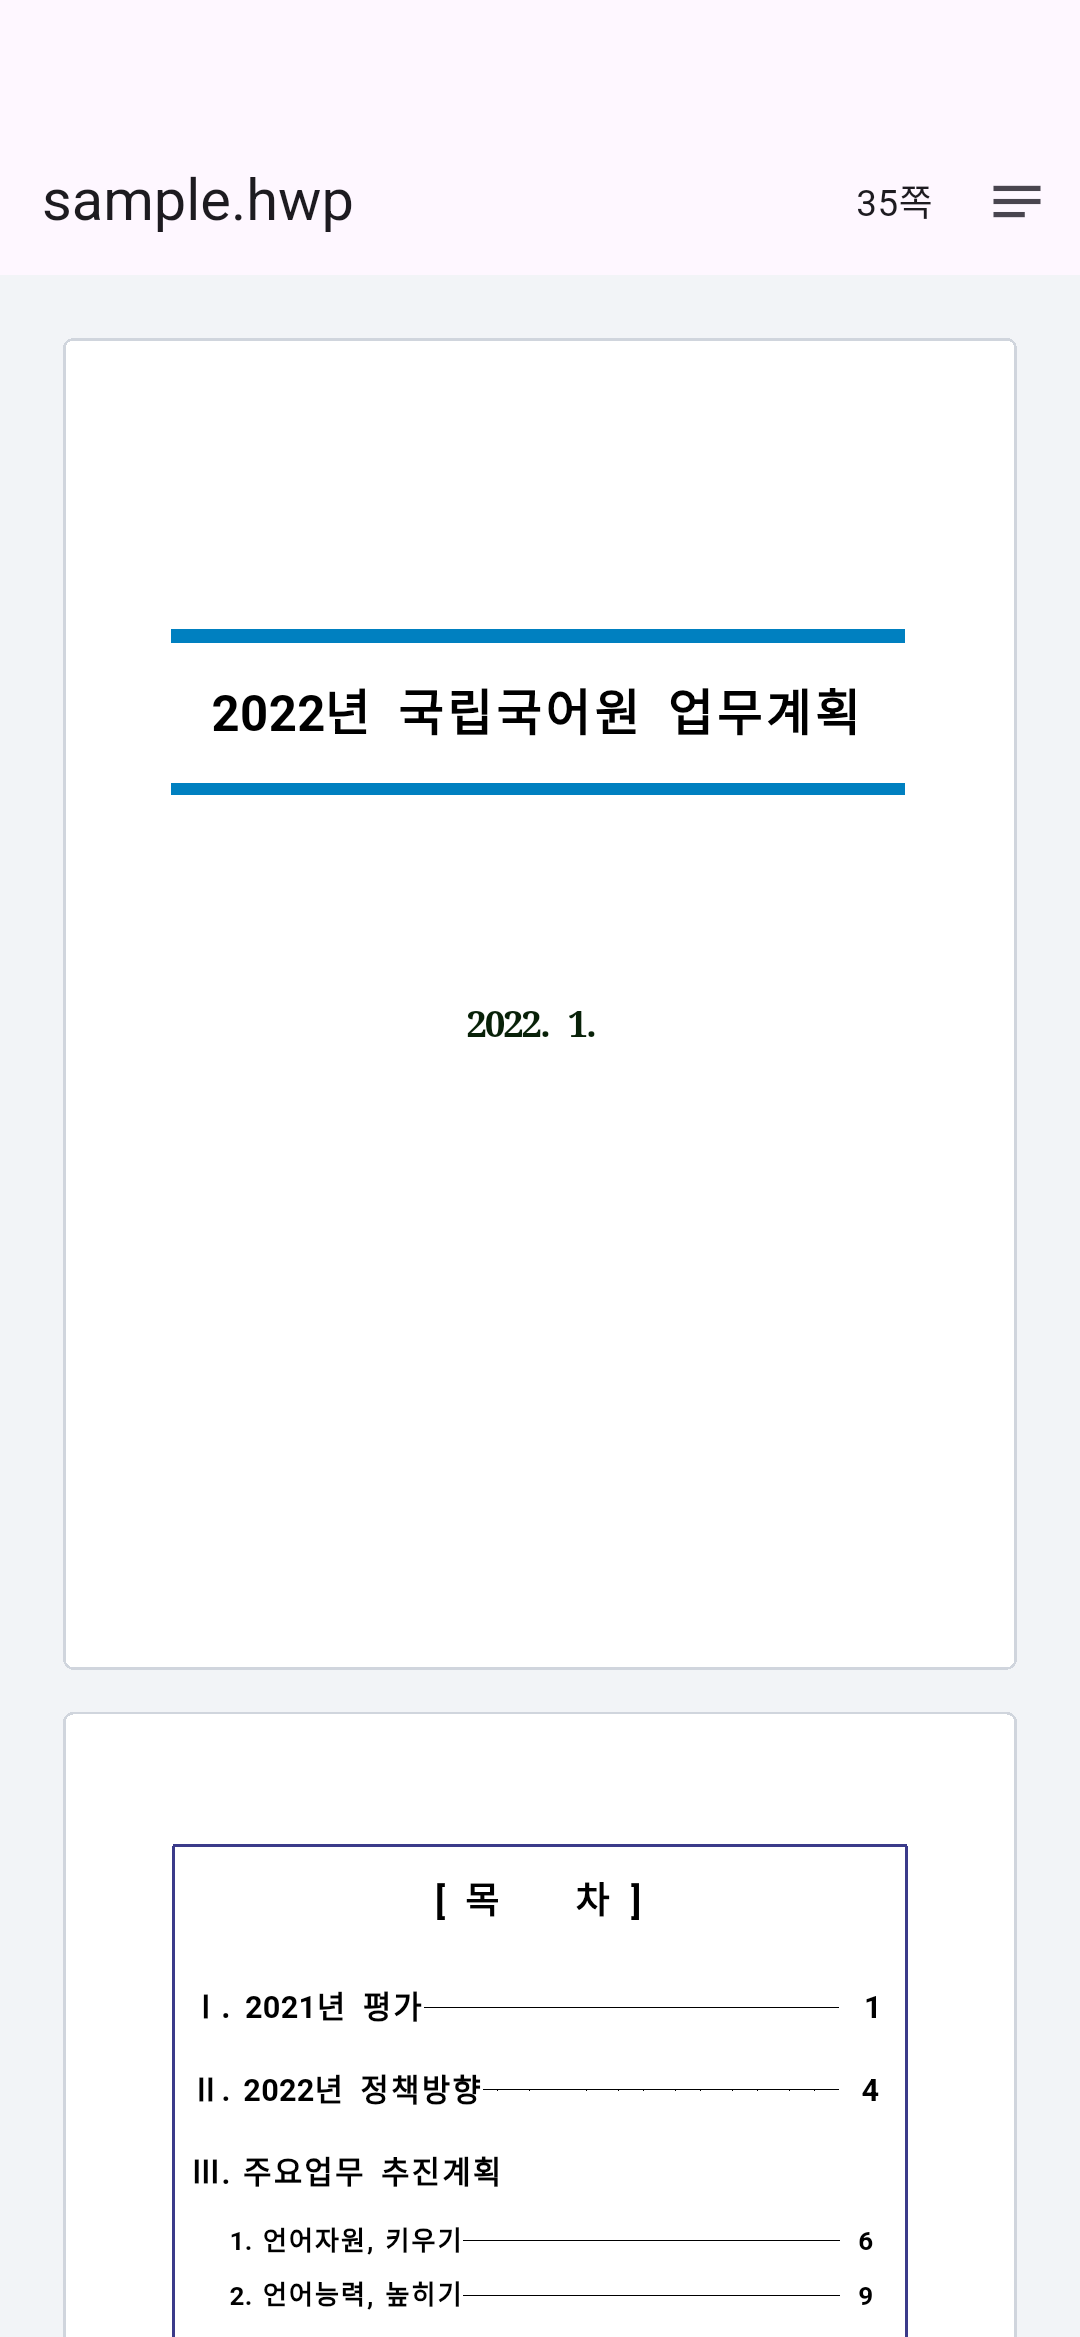 sample.hwp
35쪽
2022년 국립국어원 업무계획
2022. 1.
[ 목 차 ]
Ⅰ. 2021년 평가 1
Ⅱ. 2022년 정책방향 4
Ⅲ. 주요업무 추진계획
1. 언어자원, 키우기 6
2. 언어능력, 높히기 9